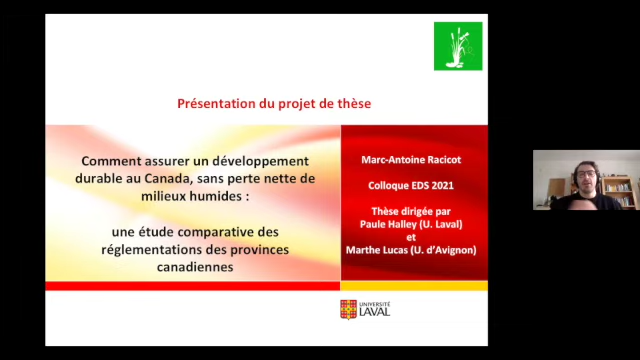 Présentation du projet de thèse
Comment assurer un développement
durable au Canada, sans perte nette de
milieux humides :
une étude comparative des
réglementations des provinces
canadiennes
Marc-Antoine Racicot
Colloque EDS 2021
Thèse dirigée par
Paule Halley (U. Laval)
et
Marthe Lucas (U. d’Avignon)
UNIVERSITÉ
LAVAL